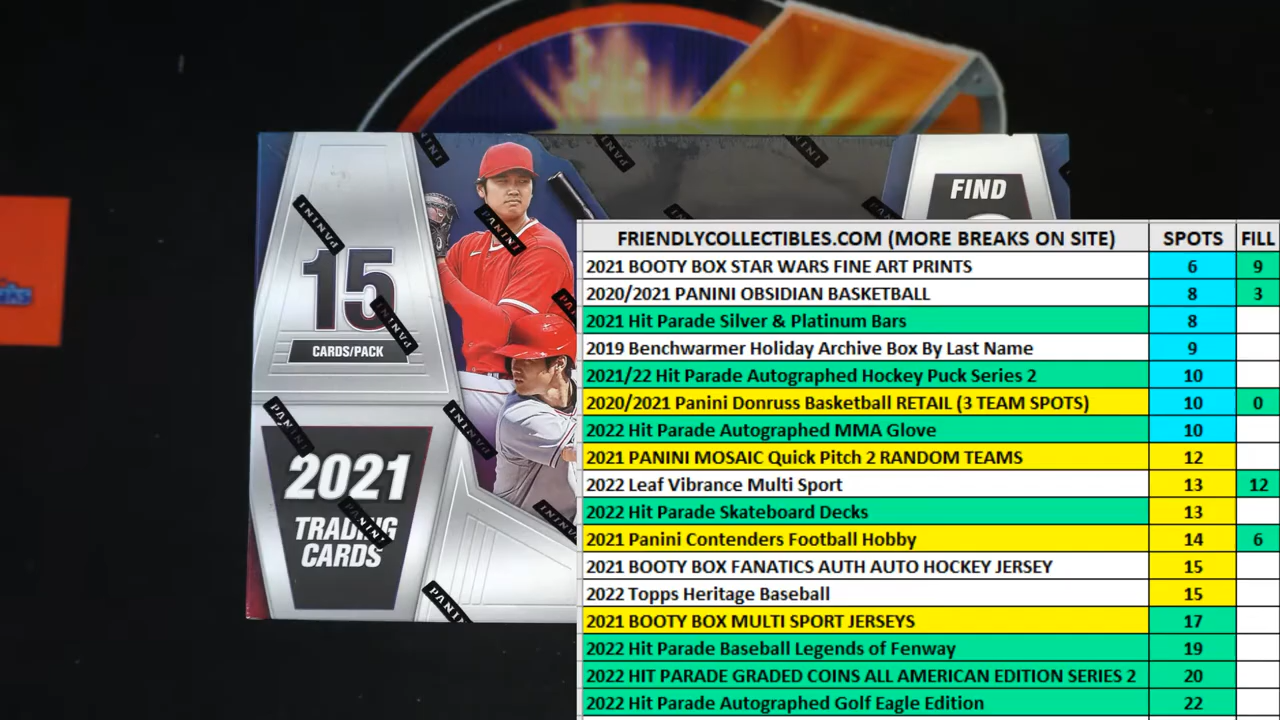 FIND
15
CARDS/PACK
2021
TRADING
CARDS
PANINI
PANINI
PANINI
PANINI
PANINI
PANINI
FRIENDLYCOLLECTIBLES.COM (MORE BREAKS ON SITE) SPOTS FILL
2021 BOOTY BOX STAR WARS FINE ART PRINTS 6 9
2020/2021 PANINI OBSIDIAN BASKETBALL 8 3
2021 Hit Parade Silver & Platinum Bars 8
2019 Benchwarmer Holiday Archive Box By Last Name 9
2021/22 Hit Parade Autographed Hockey Puck Series 2 10
2020/2021 Panini Donruss Basketball RETAIL (3 TEAM SPOTS) 10 0
2022 Hit Parade Autographed MMA Glove 10
2021 PANINI MOSAIC Quick Pitch 2 RANDOM TEAMS 12
2022 Leaf Vibrance Multi Sport 13 12
2022 Hit Parade Skateboard Decks 13
2021 Panini Contenders Football Hobby 14 6
2021 BOOTY BOX FANATICS AUTH AUTO HOCKEY JERSEY 15
2022 Topps Heritage Baseball 15
2021 BOOTY BOX MULTI SPORT JERSEYS 17
2022 Hit Parade Baseball Legends of Fenway 19
2022 HIT PARADE GRADED COINS ALL AMERICAN EDITION SERIES 2 20
2022 Hit Parade Autographed Golf Eagle Edition 22